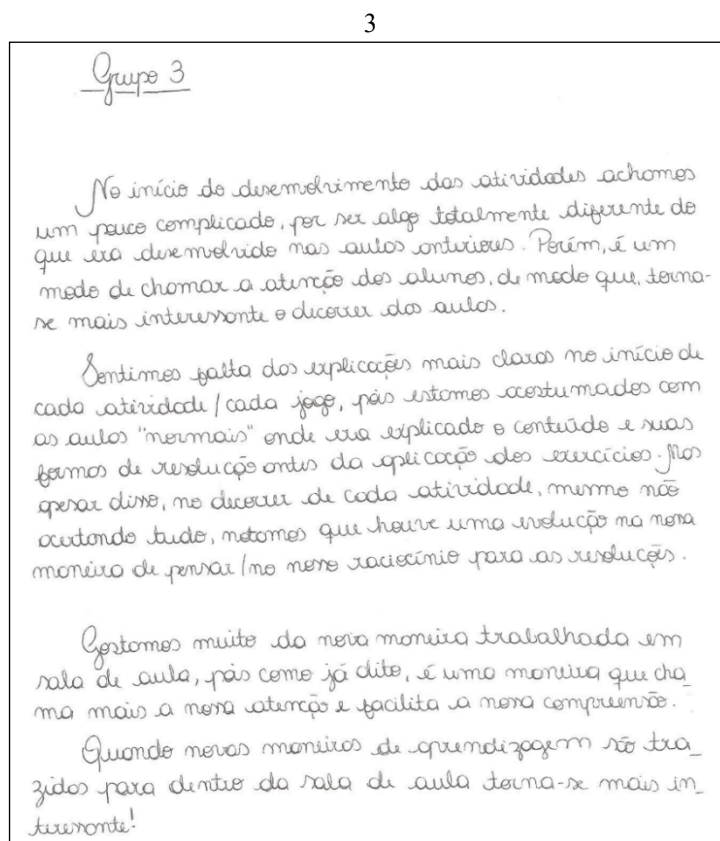 3
Grupo 3
No início do desenvolvimento das atividades achamos
um pouco complicado, por ser algo totalmente diferente do
que era desenvolvido nas aulas anteriores. Porém, é um
modo de chamar a atenção dos alunos, de modo que, torna-
se mais interessante o decorrer das aulas.
Sentimos falta das explicações mais claras no início de
cada atividade/cada jogo, pois estamos acostumados com
as aulas "normais" onde era explicado o conteúdo e suas
formas de resolução antes da aplicação dos exercícios. Mas
apesar disso, no decorrer de cada atividade, mesmo não
acertando tudo, notamos que houve uma evolução na nossa
maneira de pensar/no nosso raciocínio para as resoluções.
Gostamos muito da nova maneira trabalhada em
sala de aula, pois como já dito, é uma maneira que cha_
ma mais a nossa atenção e facilita a nossa compreensão.
Quando novas maneiras de aprendizagem são tra_
zidas para dentro da sala de aula torna-se mais in_
teressante!